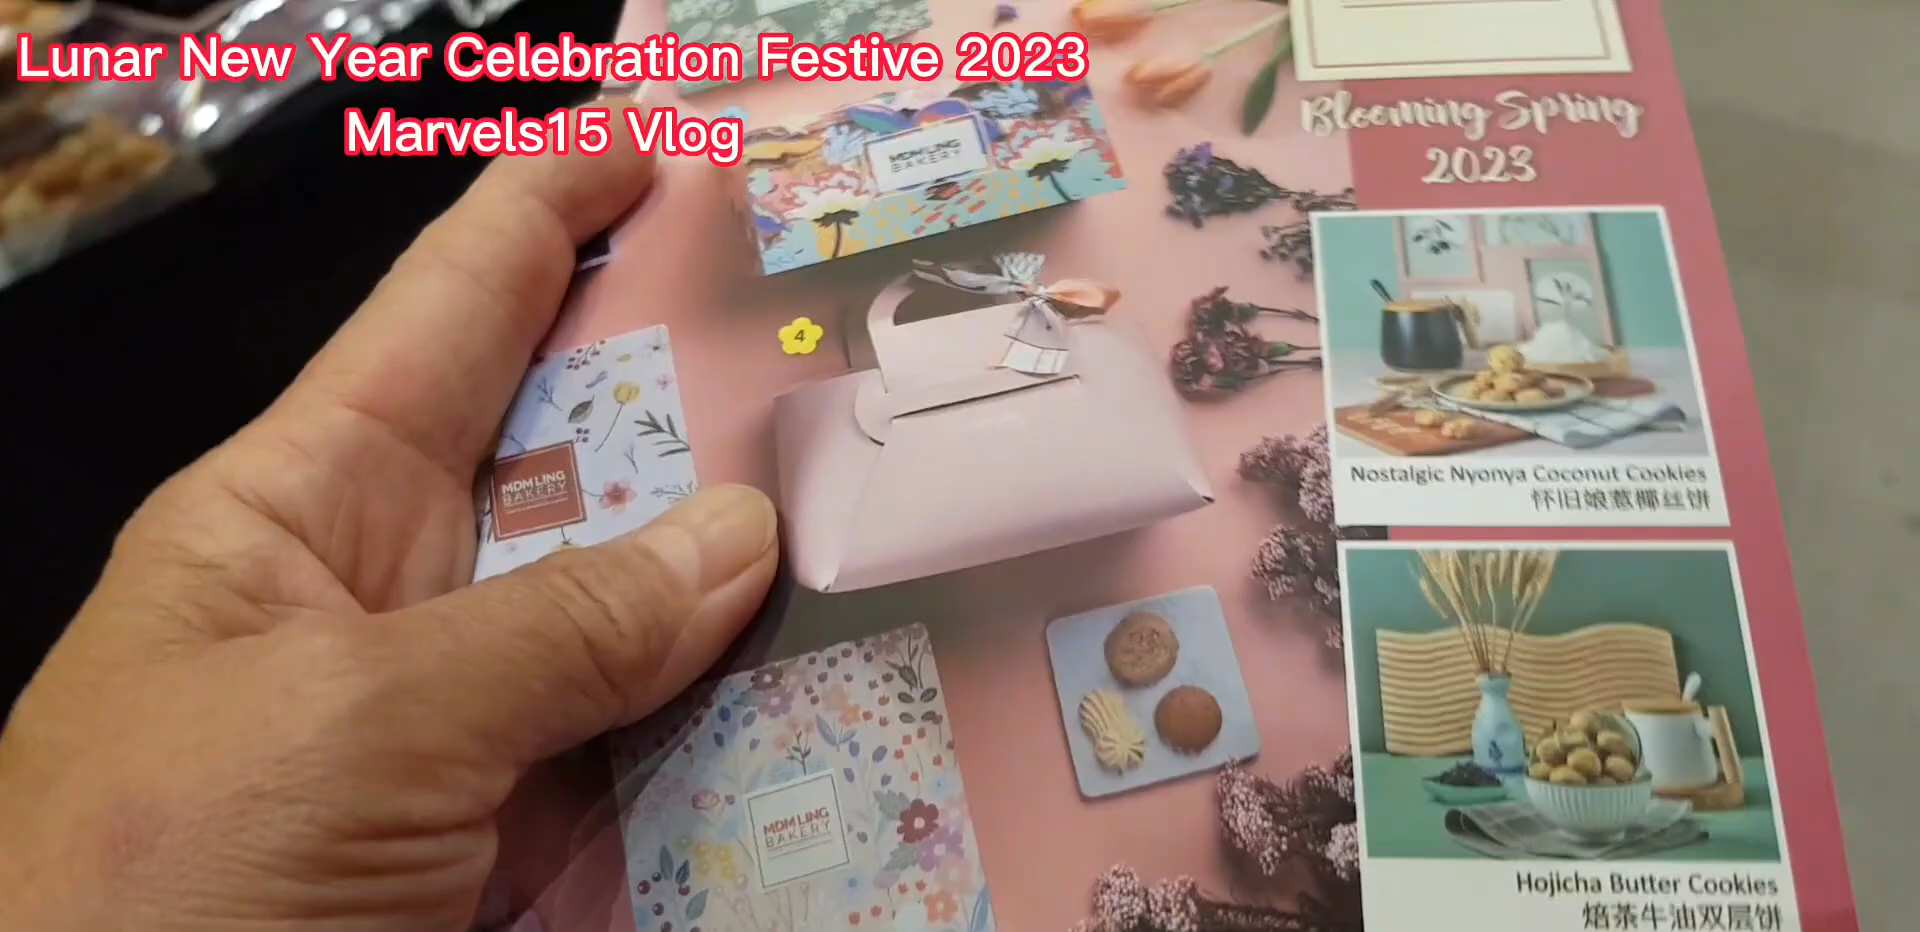 Lunar New Year Celebration Festive 2023
Marvels15 Vlog
MDM LING
BAKERY
Blooming Spring
2023
4
Nostalgic Nyonya Coconut Cookies
怀旧娘惹椰丝饼
MDM LING
BAKERY
MDM LING
BAKERY
Hojicha Butter Cookies
焙茶牛油双层饼